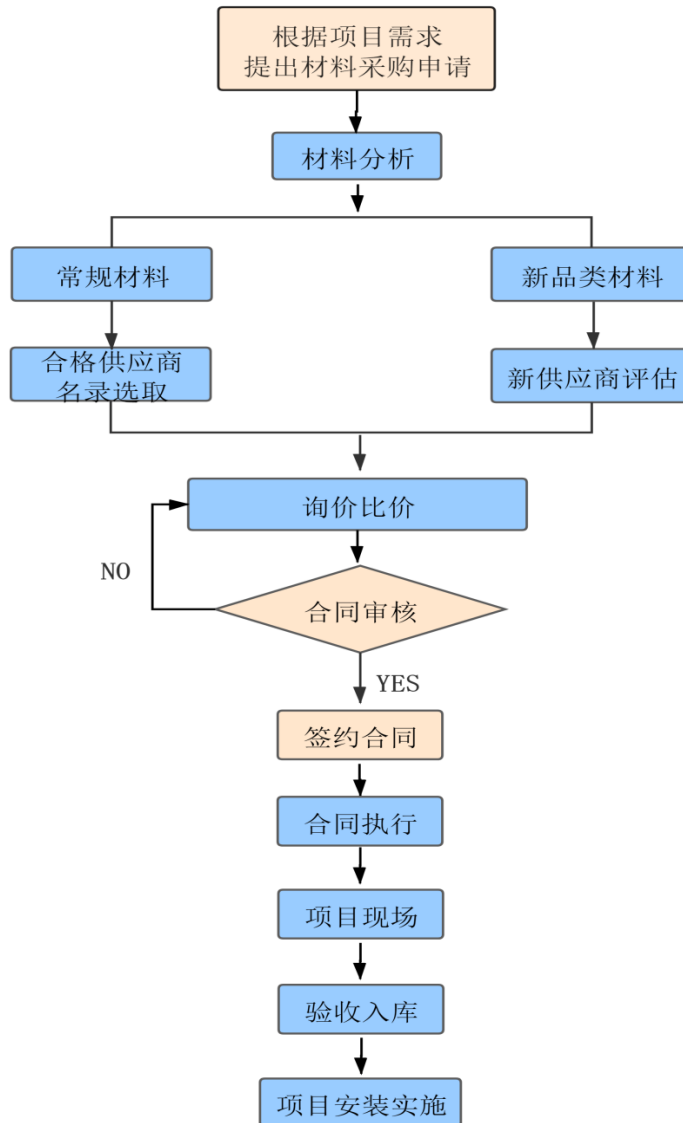 根据项目需求
提出材料采购申请
材料分析
常规材料
新品类材料
合格供应商
名录选取
新供应商评估
询价比价
NO
合同审核
YES
签约合同
合同执行
项目现场
验收入库
项目安装实施